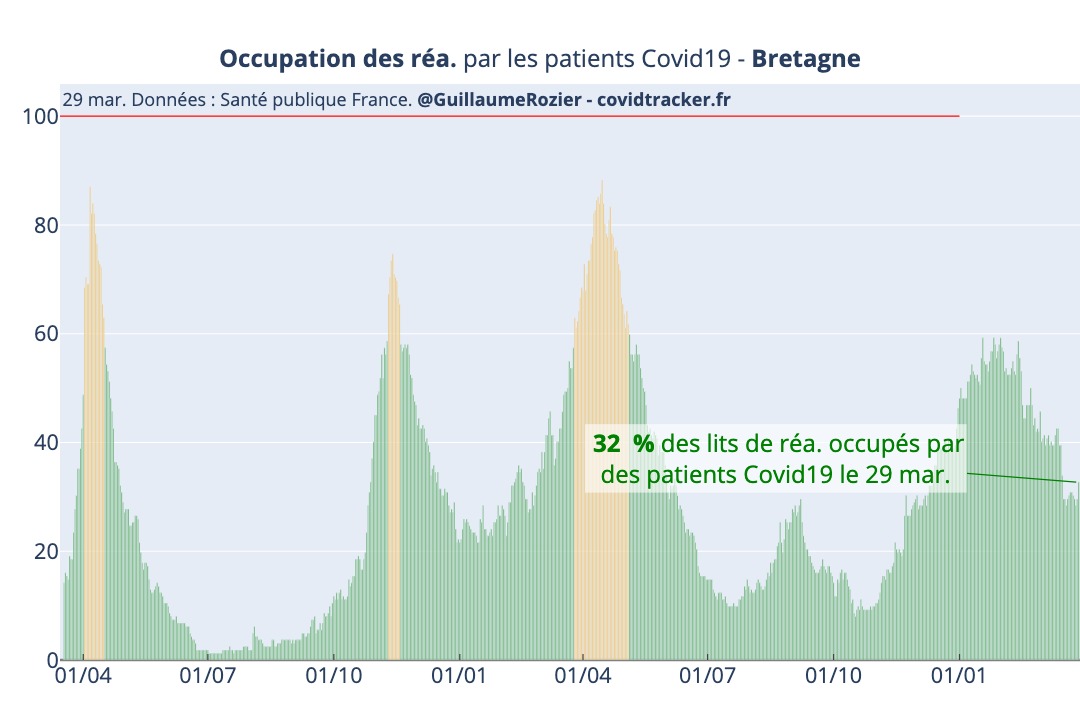 Occupation des réa. par les patients Covid19 - Bretagne
29 mar. Données : Santé publique France. @GuillaumeRozier - covidtracker.fr
100
80
60
40
20
0
32 % des lits de réa. occupés par
des patients Covid19 le 29 mar.
01/04 01/07 01/10 01/01 01/04 01/07 01/10 01/01